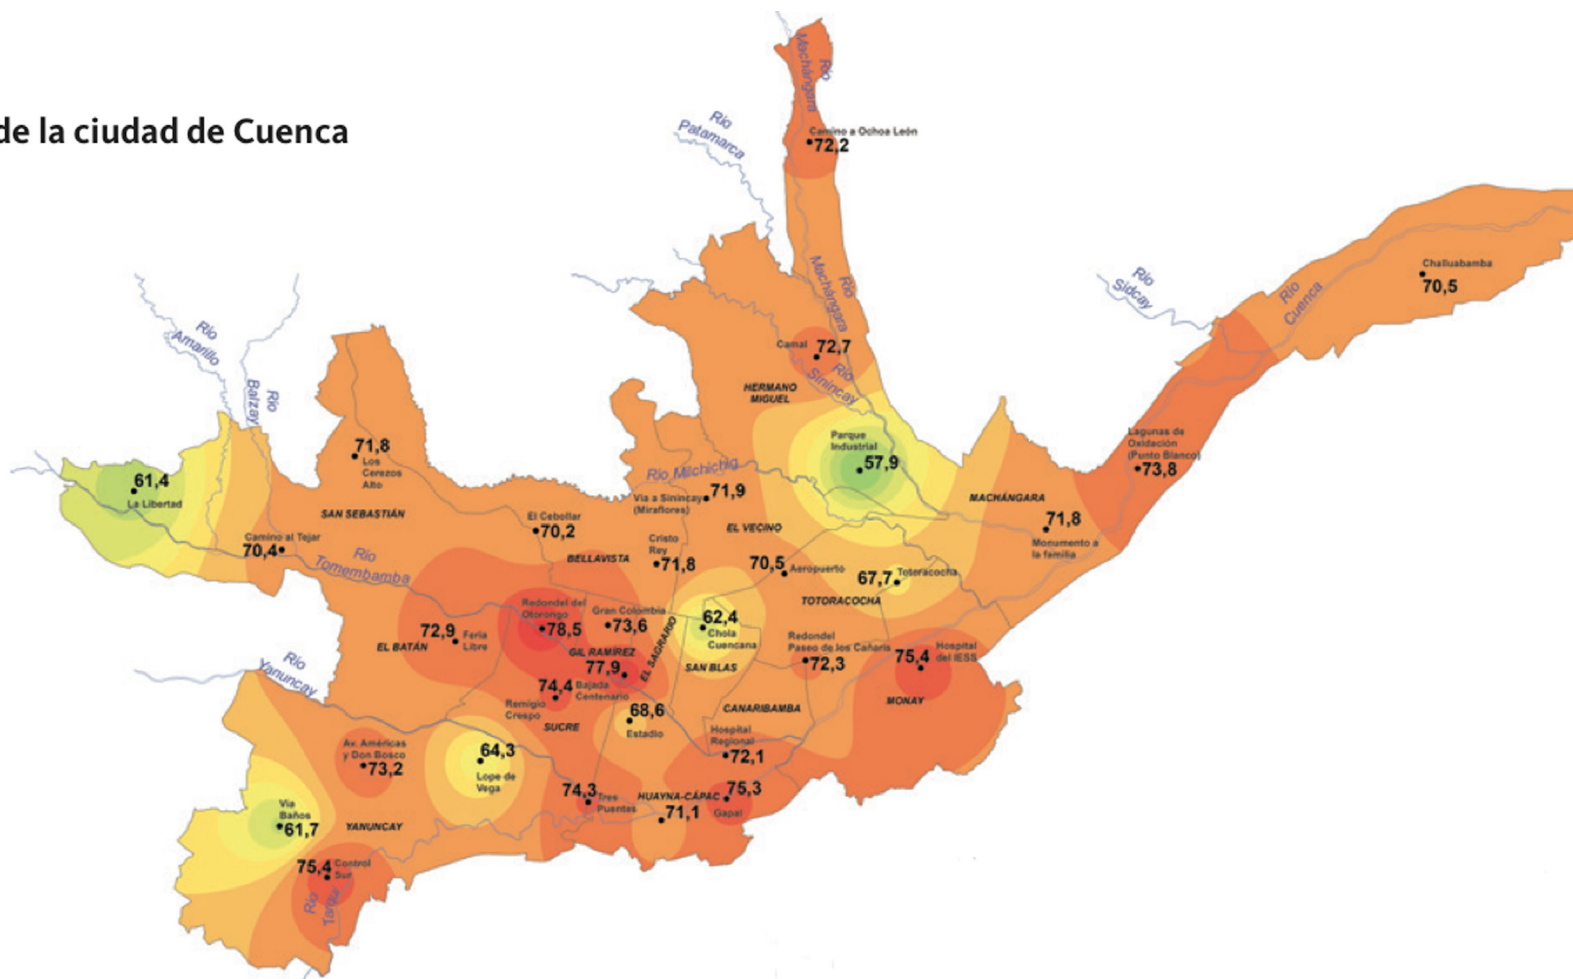 de la ciudad de Cuenca
Río
Machángara
Río
Patamarca
Camino a Ochoa León
72,2
Río
Machángara
Río
Sidcay
Río
Cuenca
Challuabamba
70,5
Río
Amarillo
Río
Balzay
Camal
72,7
Río
Sinincay
HERMANO
MIGUEL
Parque
Industrial
57,9
Lagunas de
Oxidación
(Punto Blanco)
73,8
71,8
Los
Cerezos
Alto
61,4
La Libertad
Río Milchichig
Vía a Sinincay
(Miraflores)
71,9
MACHÁNGARA
SAN SEBASTIÁN
El Cebollar
70,2
EL VECINO
71,8
Monumento a
la familia
Camino al Tejar
70,4
Río
Tomembamba
BELLAVISTA
Cristo
Rey
71,8
70,5
Aeropuerto
67,7
Totoracocha
TOTORACOCHA
Redondel del
Otorongo
78,5
Gran Colombia
73,6
EL SAGRARIO
62,4
Chola
Cuencana
72,9
Feria
Libre
EL BATÁN
GIL RAMÍREZ
77,9
Bajada
Centenario
SAN BLAS
Redondel
Paseo de los Cañaris
72,3
75,4
Hospital
del IESS
MONAY
Río
Yanuncay
74,4
Remigio
Crespo
SUCRE
68,6
Estadio
CANARIBAMBA
Av. Américas
y Don Bosco
73,2
64,3
Lope de
Vega
Hospital
Regional
72,1
74,3
Tres
Puentes
HUAYNA-CÁPAC
71,1
75,3
Gapal
Vía
Baños
61,7
YANUNCAY
75,4
Control
Sur
Río
Tarqui